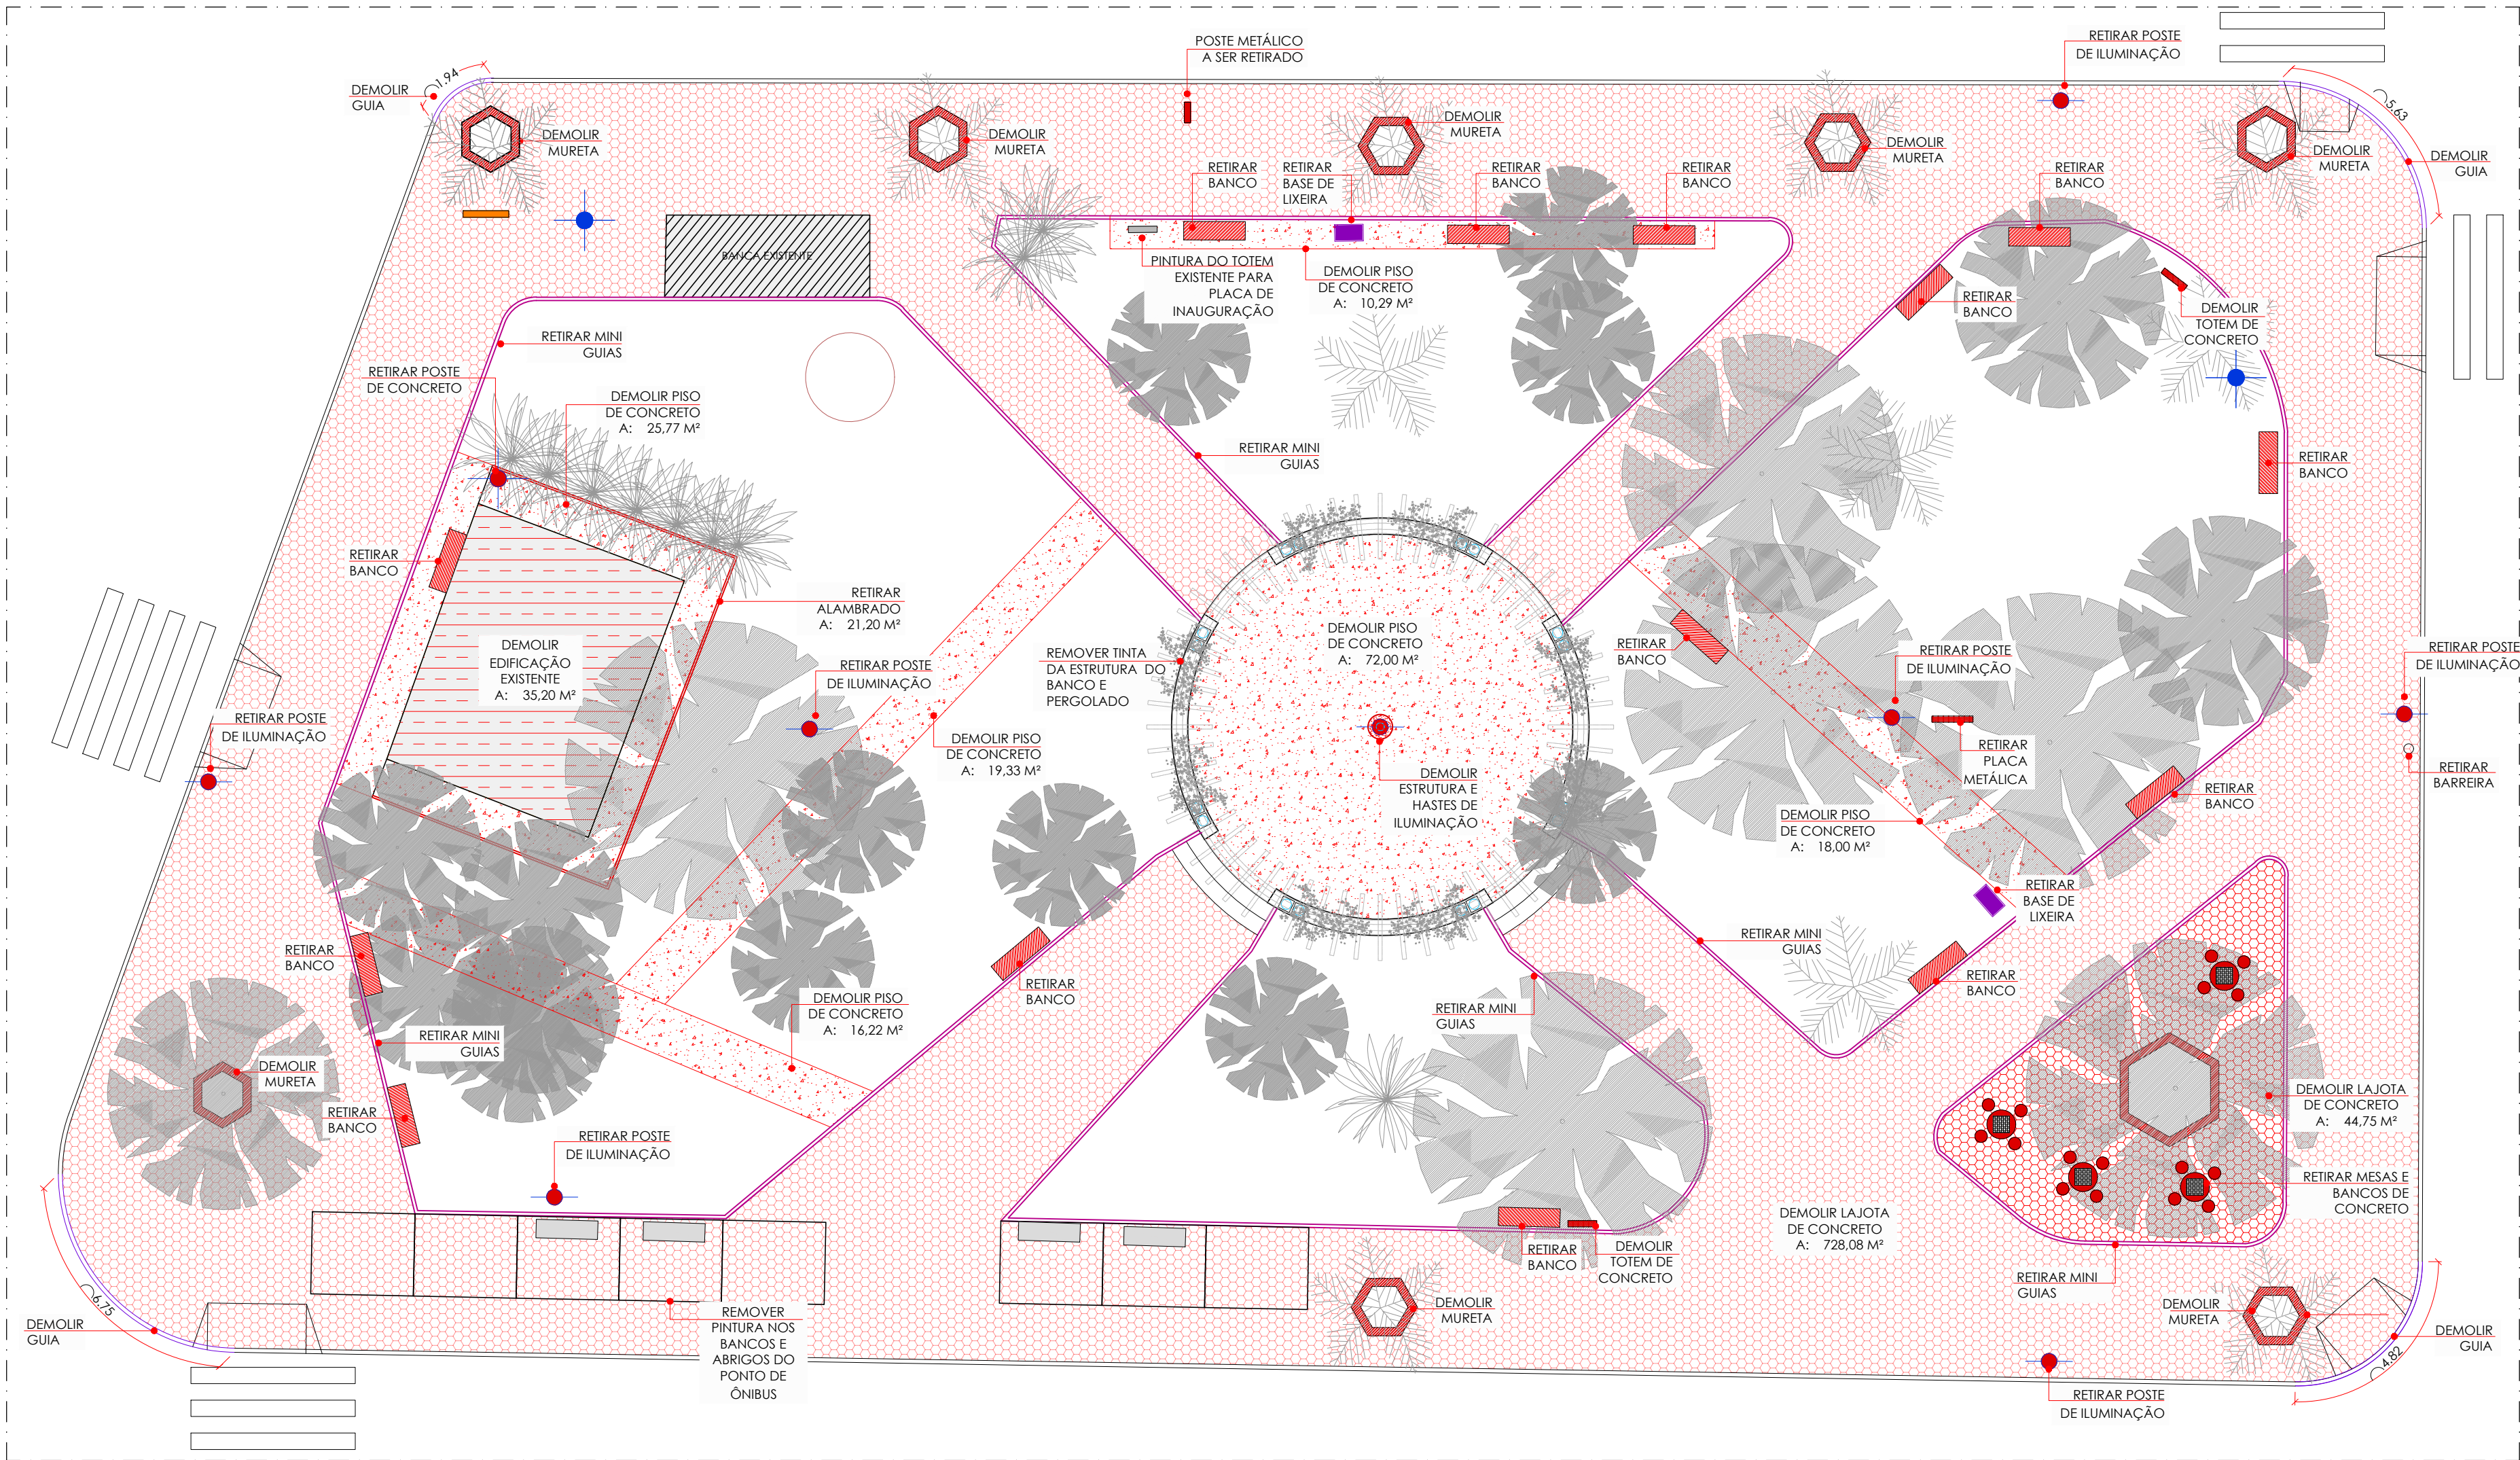 POSTE METÁLICO
A SER RETIRADO
RETIRAR POSTE
DE ILUMINAÇÃO
DEMOLIR
GUIA
1.94
5.63
DEMOLIR
MURETA
DEMOLIR
MURETA
DEMOLIR
MURETA
DEMOLIR
MURETA
DEMOLIR
MURETA
DEMOLIR
GUIA
RETIRAR
BANCO
RETIRAR
BASE DE
LIXEIRA
RETIRAR
BANCO
RETIRAR
BANCO
RETIRAR
BANCO
BANCA EXISTENTE
PINTURA DO TOTEM
EXISTENTE PARA
PLACA DE
INAUGURAÇÃO
DEMOLIR PISO
DE CONCRETO
A: 10,29 M²
RETIRAR
BANCO
DEMOLIR
TOTEM DE
CONCRETO
RETIRAR MINI
GUIAS
RETIRAR POSTE
DE CONCRETO
DEMOLIR PISO
DE CONCRETO
A: 25,77 M²
RETIRAR MINI
GUIAS
RETIRAR
BANCO
RETIRAR
BANCO
RETIRAR
ALAMBRADO
A: 21,20 M²
DEMOLIR
EDIFICAÇÃO
EXISTENTE
A: 35,20 M²
RETIRAR POSTE
DE ILUMINAÇÃO
REMOVER TINTA
DA ESTRUTURA DO
BANCO E
PERGOLADO
DEMOLIR PISO
DE CONCRETO
A: 72,00 M²
RETIRAR
BANCO
RETIRAR POSTE
DE ILUMINAÇÃO
RETIRAR POSTE
DE ILUMINAÇÃO
RETIRAR POSTE
DE ILUMINAÇÃO
DEMOLIR PISO
DE CONCRETO
A: 19,33 M²
DEMOLIR
ESTRUTURA E
HASTES DE
ILUMINAÇÃO
RETIRAR
PLACA
METÁLICA
RETIRAR
BARREIRA
RETIRAR
BANCO
DEMOLIR PISO
DE CONCRETO
A: 18,00 M²
RETIRAR
BASE DE
LIXEIRA
RETIRAR
BANCO
RETIRAR
BANCO
RETIRAR MINI
GUIAS
RETIRAR
BANCO
DEMOLIR PISO
DE CONCRETO
A: 16,22 M²
RETIRAR MINI
GUIAS
RETIRAR MINI
GUIAS
DEMOLIR
MURETA
RETIRAR
BANCO
RETIRAR POSTE
DE ILUMINAÇÃO
DEMOLIR LAJOTA
DE CONCRETO
A: 44,75 M²
RETIRAR MESAS E
BANCOS DE
CONCRETO
DEMOLIR LAJOTA
DE CONCRETO
A: 728,08 M²
RETIRAR
BANCO
DEMOLIR
TOTEM DE
CONCRETO
RETIRAR MINI
GUIAS
6.75
DEMOLIR
GUIA
REMOVER
PINTURA NOS
BANCOS E
ABRIGOS DO
PONTO DE
ÔNIBUS
DEMOLIR
MURETA
DEMOLIR
MURETA
DEMOLIR
GUIA
4.82
RETIRAR POSTE
DE ILUMINAÇÃO